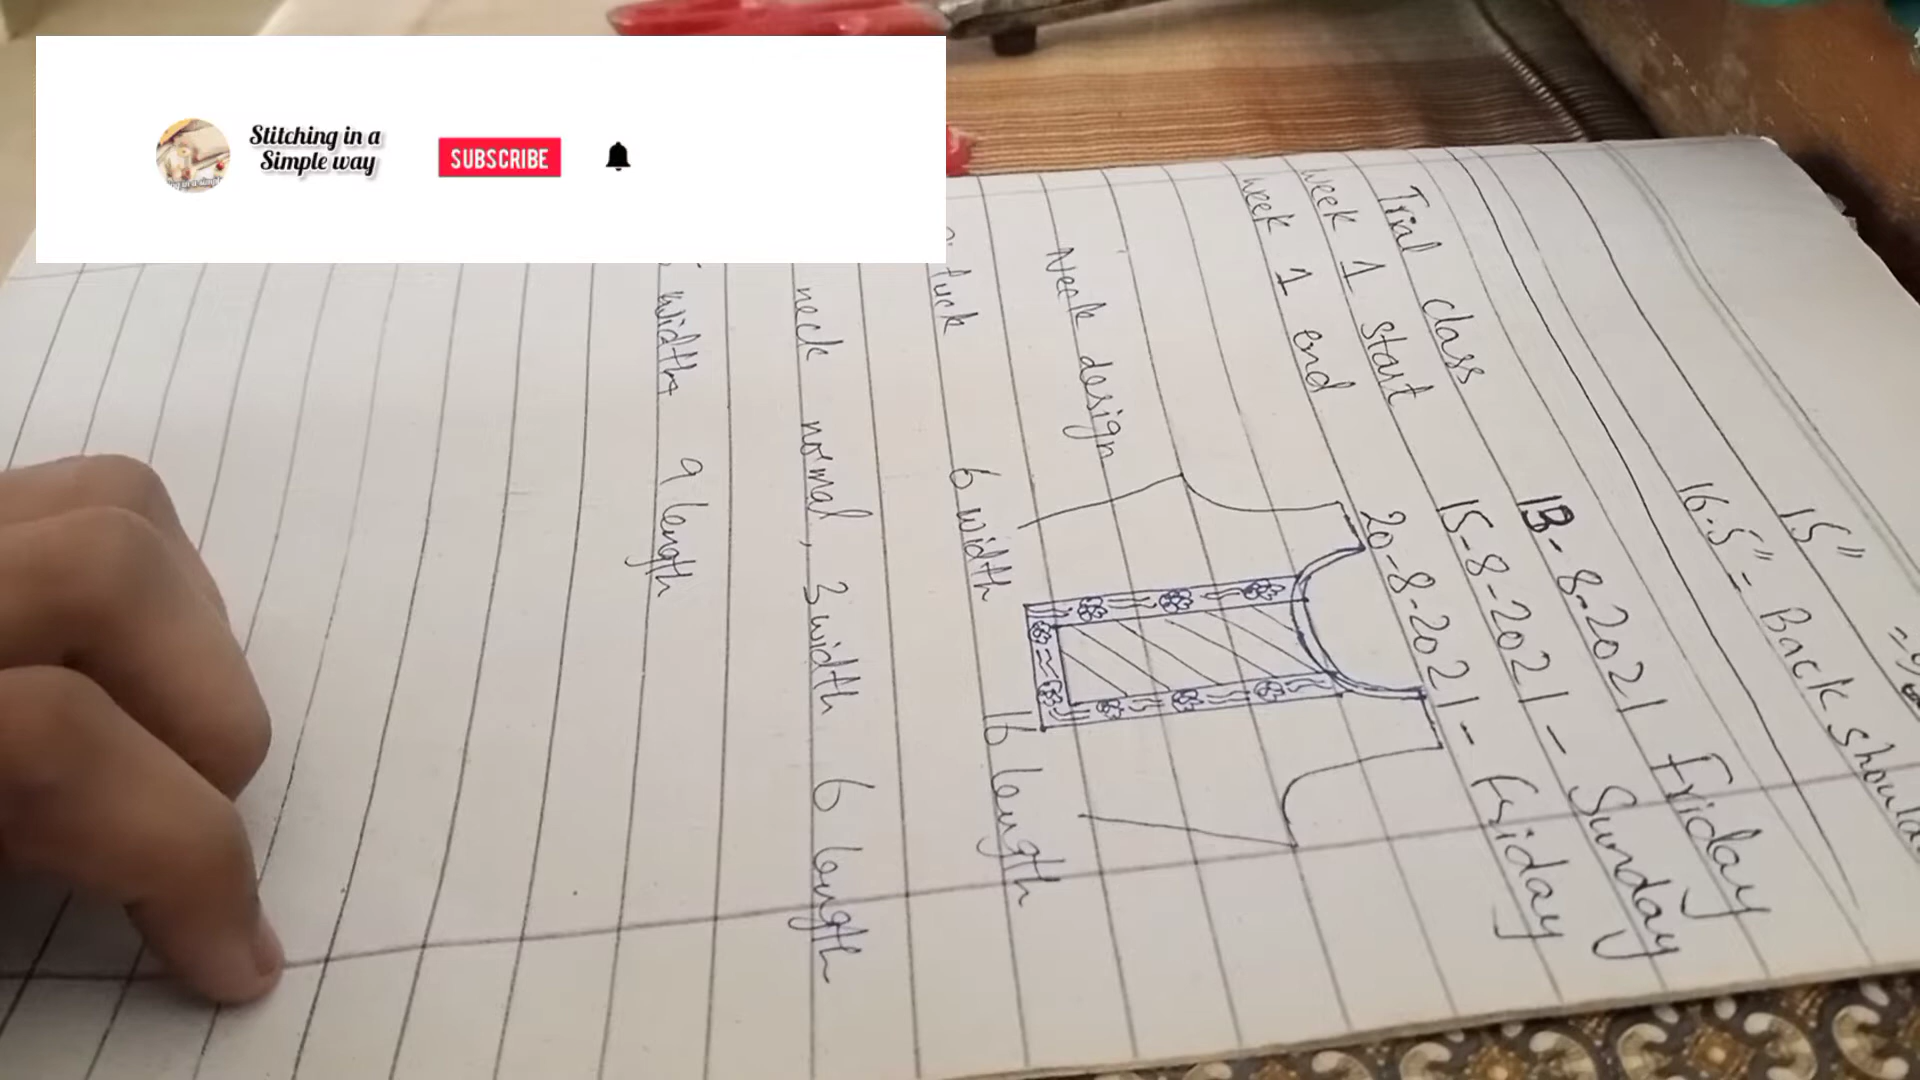 Stitching in a
Simple way
SUBSCRIBE
15"
16.5" - Back
Trial class 13-8-2021 Friday
week 1 start 15-8-2021 - Sunday
week 1 end 20-8-2021 - Friday
Neck design
tuck 6 width 16 length
neck normal, 3 width 6 length
width 9 length